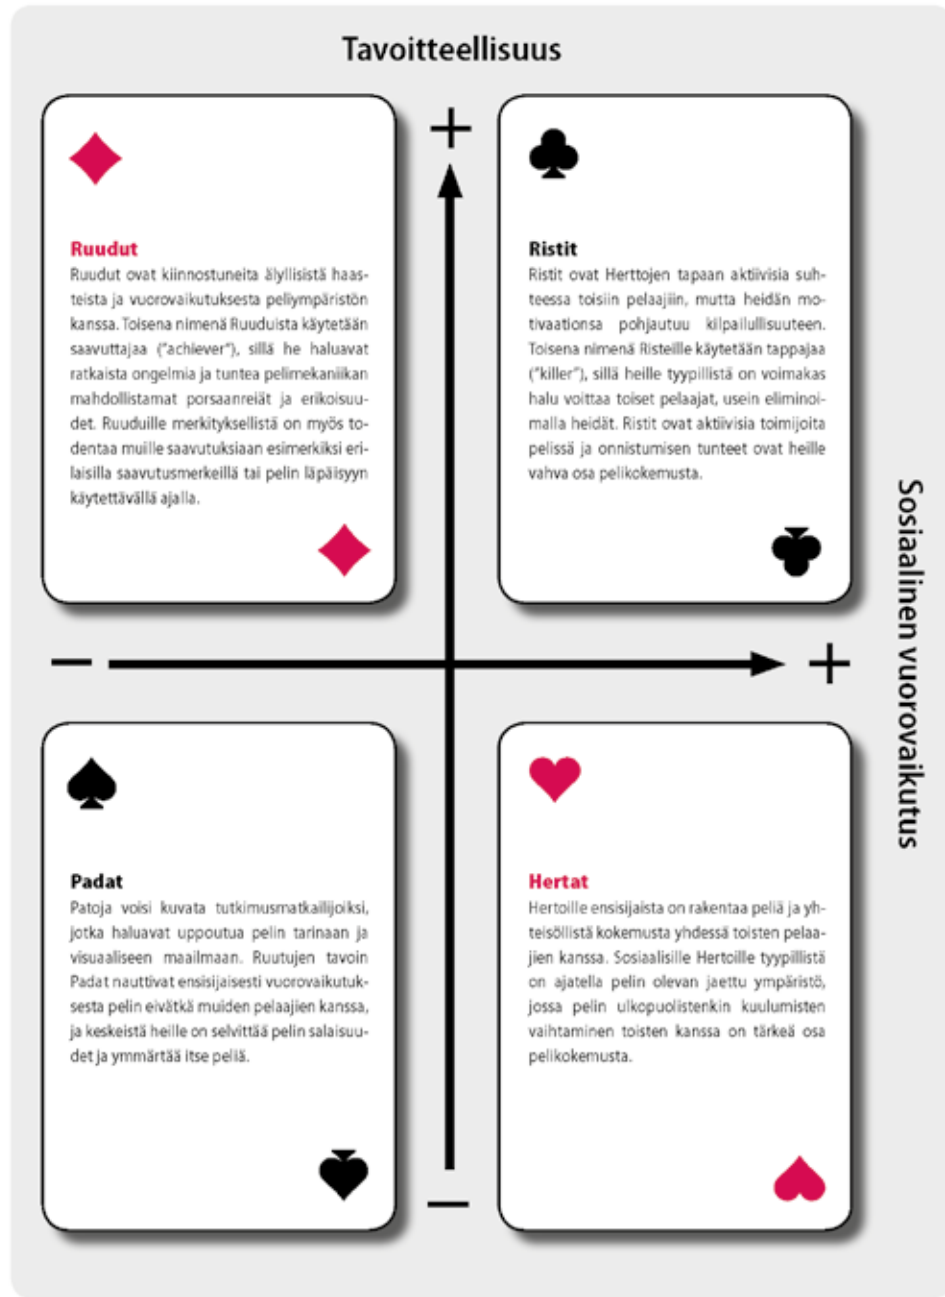 Tavoitteellisuus
+
Ruudut
Ruudut ovat kiinnostuneita älyllisistä haas-
teista ja vuorovaikutuksesta peliympäristön
kanssa. Toisena nimenä Ruuduista käytetään
saavuttajaa ("achiever"), sillä he haluavat
ratkaista ongelmia ja tuntea pelimekaniikan
mahdollistamat porsaanreiät ja erikoisuu-
det. Ruuduille merkityksellistä on myös to-
dentaa muille saavutuksiaan esimerkiksi eri-
laisilla saavutusmerkeillä tai pelin läpäisyyn
käytettävällä ajalla.
Ristit
Ristit ovat Herttojen tapaan aktiivisia suh-
teessa toisiin pelaajiin, mutta heidän mo-
tivaationsa pohjautuu kilpailullisuuteen.
Toisena nimenä Risteille käytetään tappajaa
("killer"), sillä heille tyypillistä on voimakas
halu voittaa toiset pelaajat, usein eliminoi-
malla heidät. Ristit ovat aktiivisia toimijoita
pelissä ja onnistumisen tunteet ovat heille
vahva osa pelikokemusta.
Sosiaalinen vuorovaikutus
–
+
Padat
Patoja voisi kuvata tutkimusmatkailijoiksi,
jotka haluavat uppoutua pelin tarinaan ja
visuaaliseen maailmaan. Ruutujen tavoin
Padat nauttivat ensisijaisesti vuorovaikutuk-
sesta pelin eivätkä muiden pelaajien kanssa,
ja keskeistä heille on selvittää pelin salaisuu-
det ja ymmärtää itse peliä.
Hertat
Hertoille ensisijaista on rakentaa peliä ja yh-
teisöllistä kokemusta yhdessä toisten pelaa-
jien kanssa. Sosiaalisille Hertoille tyypillistä
on ajatella pelin olevan jaettu ympäristö,
jossa pelin ulkopuolistenkin kuulumisten
vaihtaminen toisten kanssa on tärkeä osa
pelikokemusta.
–